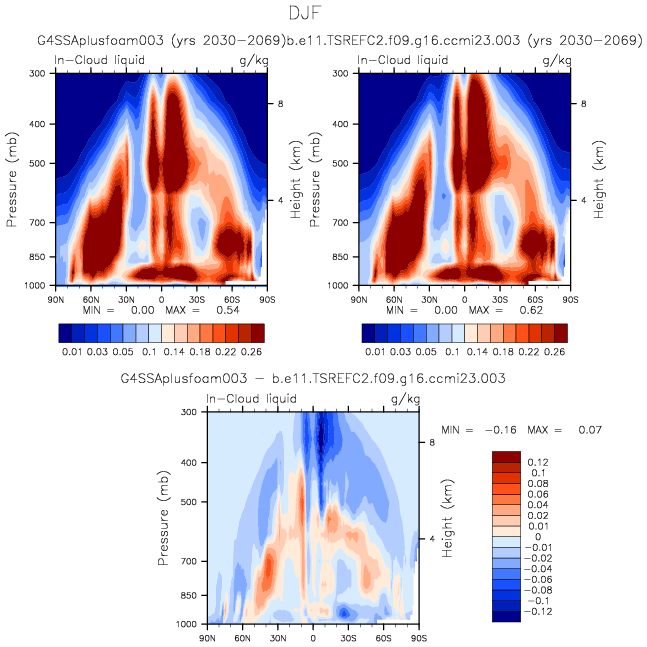 DJF
G4SSAplusfoam003 (yrs 2030-2069)b.e11.TSREFC2.f09.g16.ccmi23.003 (yrs 2030-2069)
In-Cloud liquid g/kg In-Cloud liquid g/kg
300 300
8 8
400 400
Pressure (mb) 500 Height (km) Pressure (mb) 500 Height (km)
4 4
700 700
850 850
1000 1000
90N 60N 30N 0 30S 60S 90S 90N 60N 30N 0 30S 60S 90S
MIN = 0.00 MAX = 0.54 MIN = 0.00 MAX = 0.62
0.01 0.03 0.05 0.1 0.14 0.18 0.22 0.26 0.01 0.03 0.05 0.1 0.14 0.18 0.22 0.26
G4SSAplusfoam003 - b.e11.TSREFC2.f09.g16.ccmi23.003
In-Cloud liquid g/kg
300
MIN = -0.16 MAX = 0.07
8
400
0.12
0.1
0.08
Pressure (mb) 500 Height (km) 0.06
0.04
0.02
0.01
4 0
-0.01
700 -0.02
-0.04
-0.06
850 -0.08
-0.1
-0.12
1000
90N 60N 30N 0 30S 60S 90S